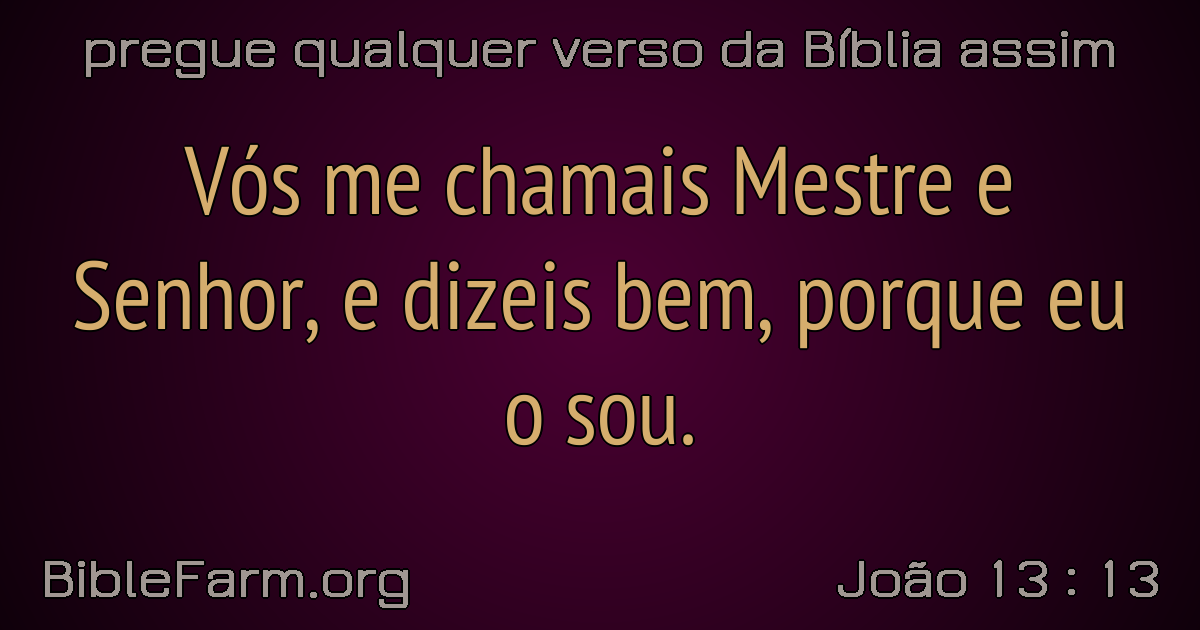 pregue qualquer verso da Bíblia assim
Vós me chamais Mestre e
Senhor, e dizeis bem, porque eu
o sou.
BibleFarm.org
João 13 : 13